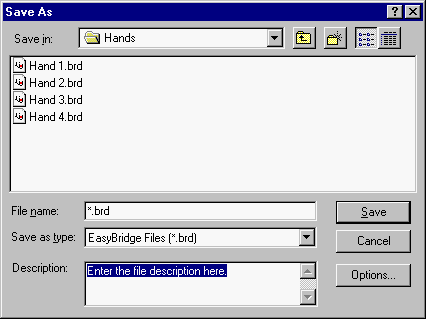 Save As
Save in: Hands
Hand 1.brd
Hand 2.brd
Hand 3.brd
Hand 4.brd
File name: *.brd Save
Save as type: EasyBridge Files (*.brd) Cancel
Description: Enter the file description here. Options...